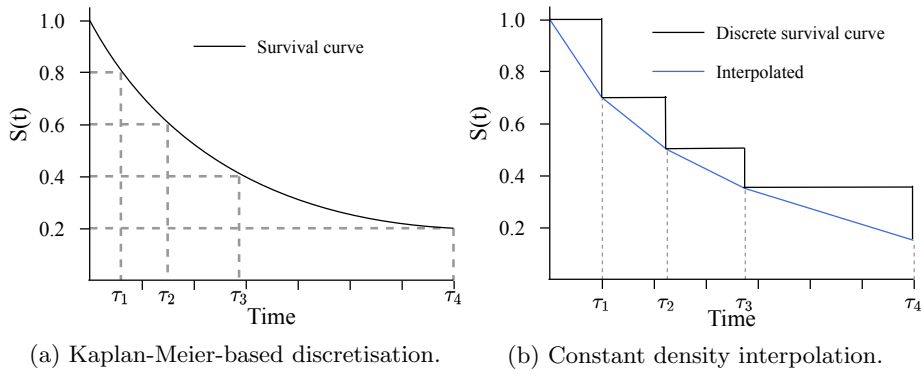 1.0
0.8
0.6
0.4
0.2
S(t)
Survival curve
τ1
τ2
τ3
τ4
Time
(a) Kaplan-Meier-based discretisation.
1.0
0.8
0.6
0.4
0.2
S(t)
Discrete survival curve
Interpolated
τ1
τ2
τ3
τ4
Time
(b) Constant density interpolation.